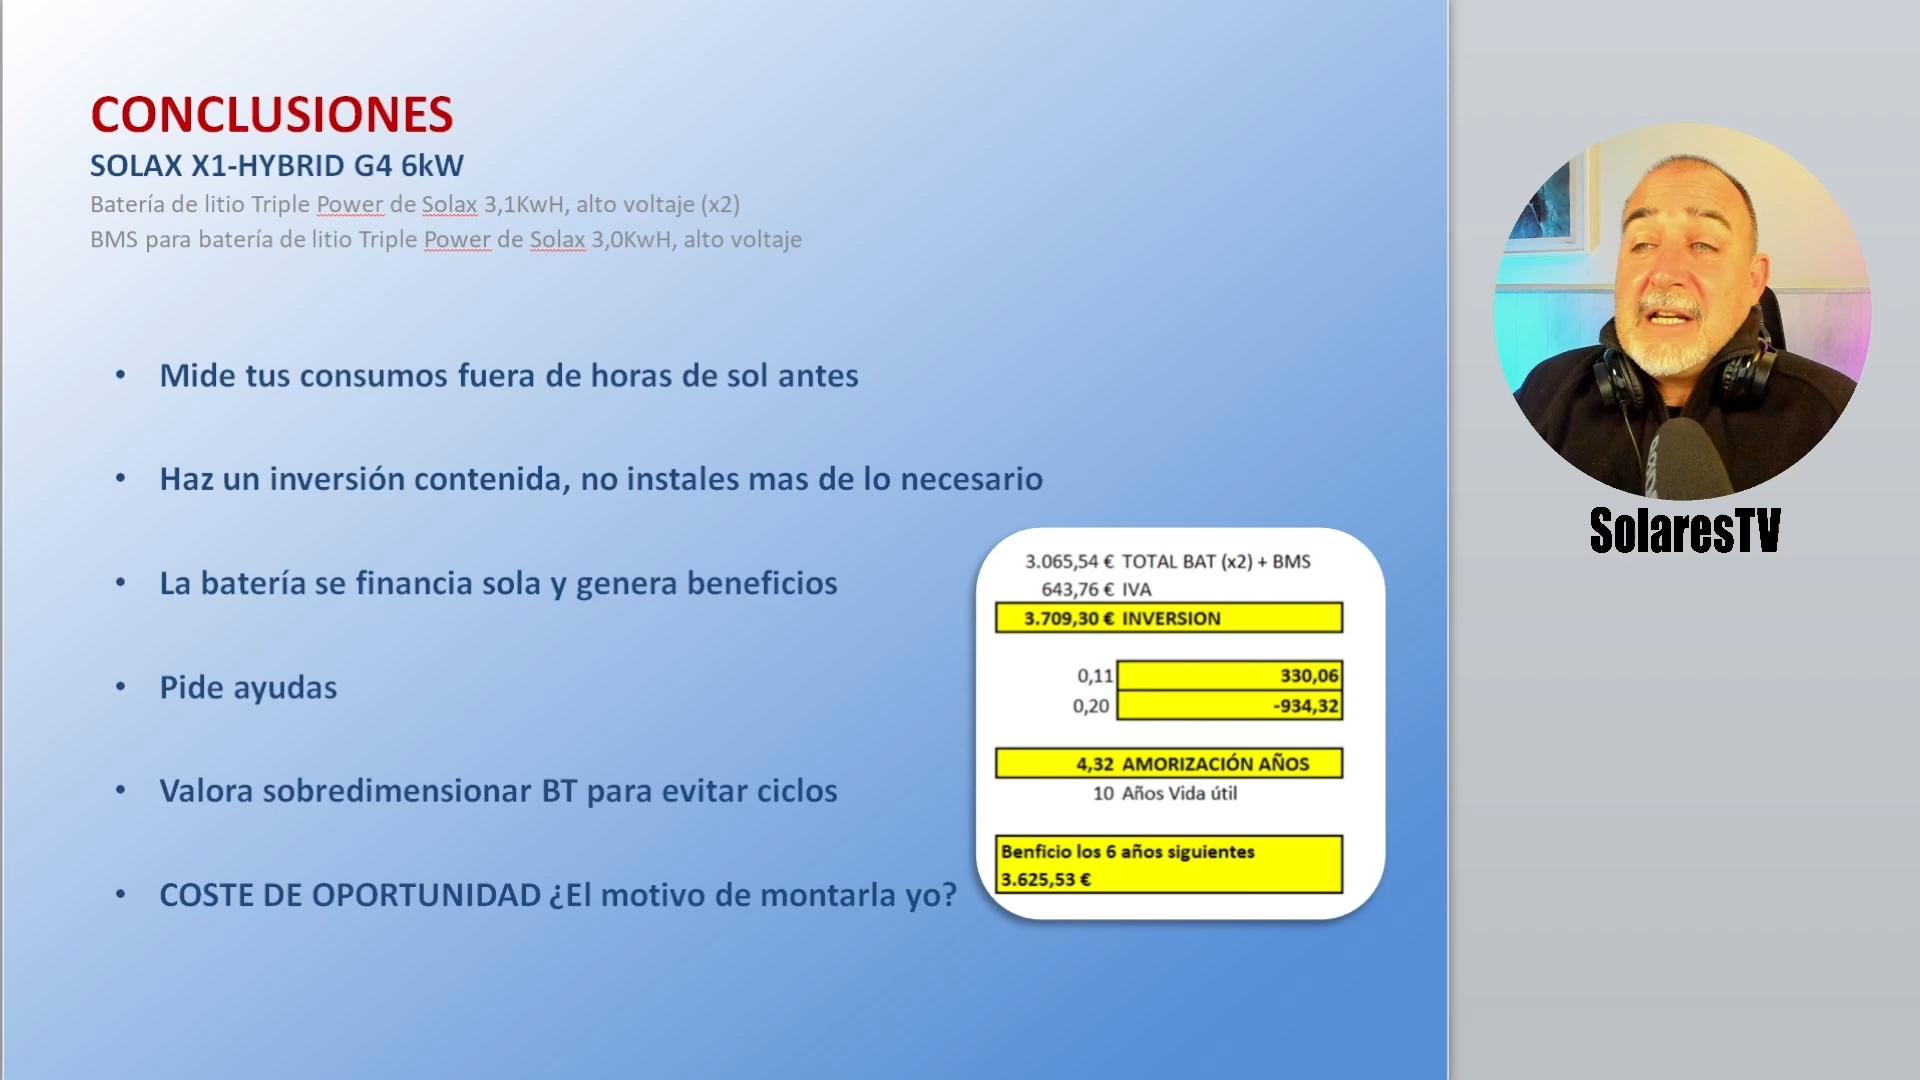 CONCLUSIONES
SOLAX X1-HYBRID G4 6kW
Batería de litio Triple Power de Solax 3,1KwH, alto voltaje (x2)
BMS para batería de litio Triple Power de Solax 3,0KwH, alto voltaje
• Mide tus consumos fuera de horas de sol antes
• Haz un inversión contenida, no instales mas de lo necesario
• La batería se financia sola y genera beneficios
• Pide ayudas
• Valora sobredimensionar BT para evitar ciclos
• COSTE DE OPORTUNIDAD ¿El motivo de montarla yo?
3.065,54 € TOTAL BAT (x2) + BMS
643,76 € IVA
3.709,30 € INVERSION
0,11 330,06
0,20 -934,32
4,32 AMORIZACIÓN AÑOS
10 Años Vida útil
Benficio los 6 años siguientes
3.625,53 €
SolaresTV